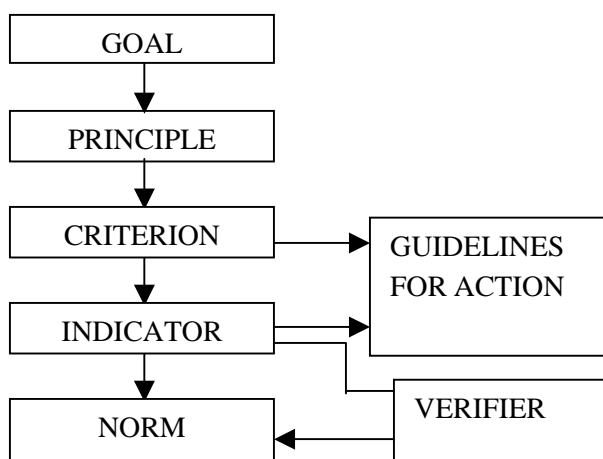 GOAL
PRINCIPLE
CRITERION
GUIDELINES
FOR ACTION
INDICATOR
NORM
VERIFIER